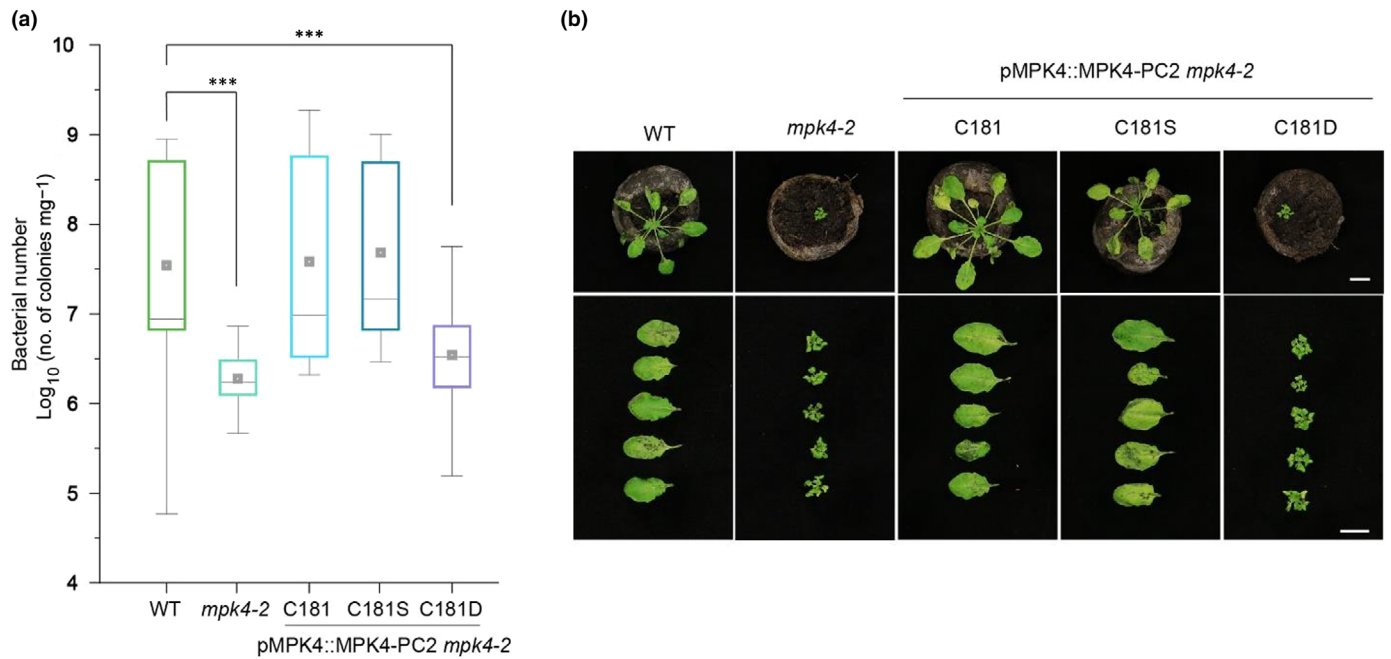 (a)
Bacterial number
Log10 (no. of colonies mg−1)
10
9
8
7
6
5
4
***
***
WT
mpk4-2
C181
C181S
C181D
pMPK4::MPK4-PC2 mpk4-2
(b)
pMPK4::MPK4-PC2 mpk4-2
WT
mpk4-2
C181
C181S
C181D